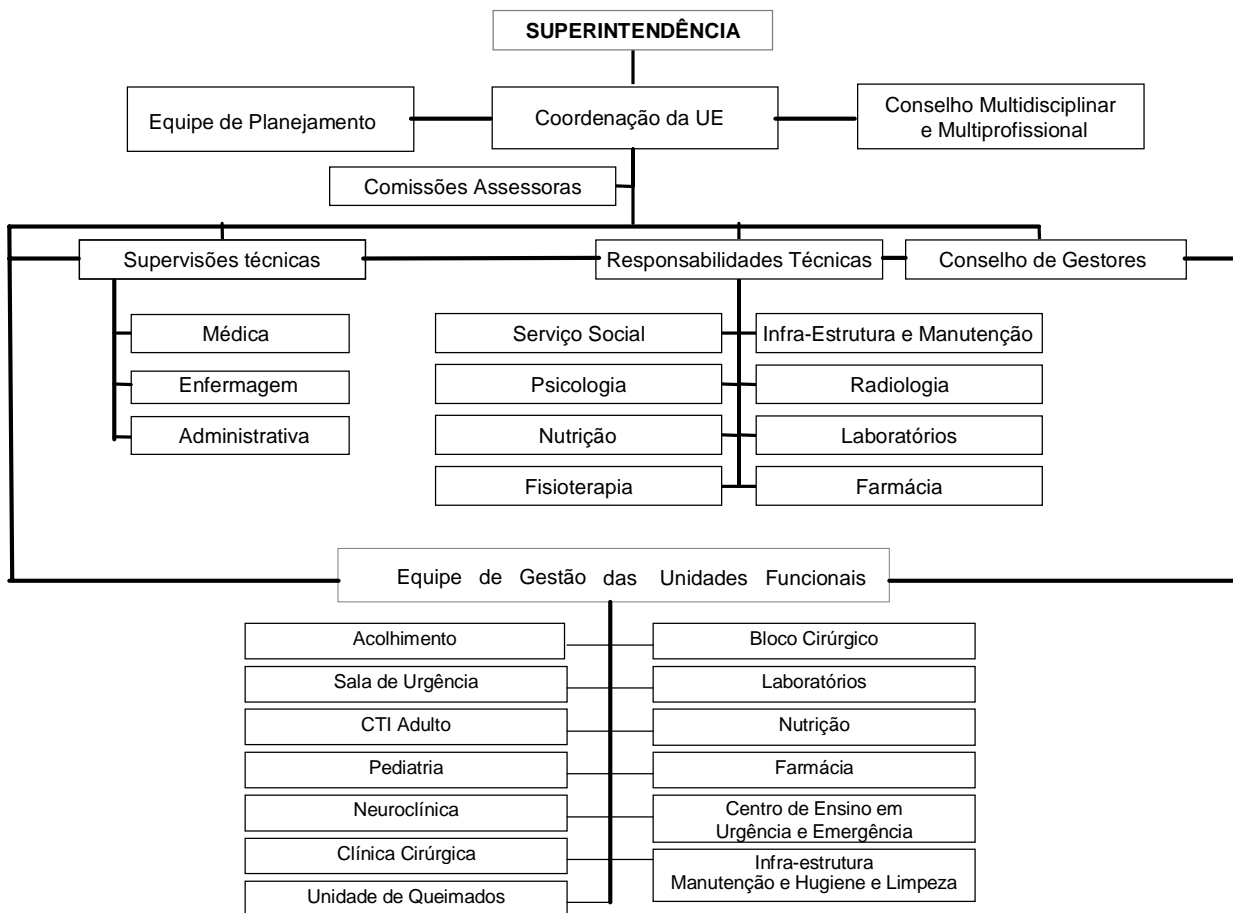 SUPERINTENDÊNCIA
Equipe de Planejamento
Coordenação da UE
Conselho Multidisciplinar
e Multiprofissional
Comissões Assessoras
Supervisões técnicas
Responsabilidades Técnicas
Conselho de Gestores
Médica
Enfermagem
Administrativa
Serviço Social
Infra-Estrutura e Manutenção
Psicologia
Radiologia
Nutrição
Laboratórios
Fisioterapia
Farmácia
Equipe de Gestão das Unidades Funcionais
Acolhimento
Bloco Cirúrgico
Sala de Urgência
Laboratórios
CTI Adulto
Nutrição
Pediatria
Farmácia
Neuroclínica
Centro de Ensino em
Urgência e Emergência
Clínica Cirúrgica
Infra-estrutura
Manutenção e Hugiene e Limpeza
Unidade de Queimados